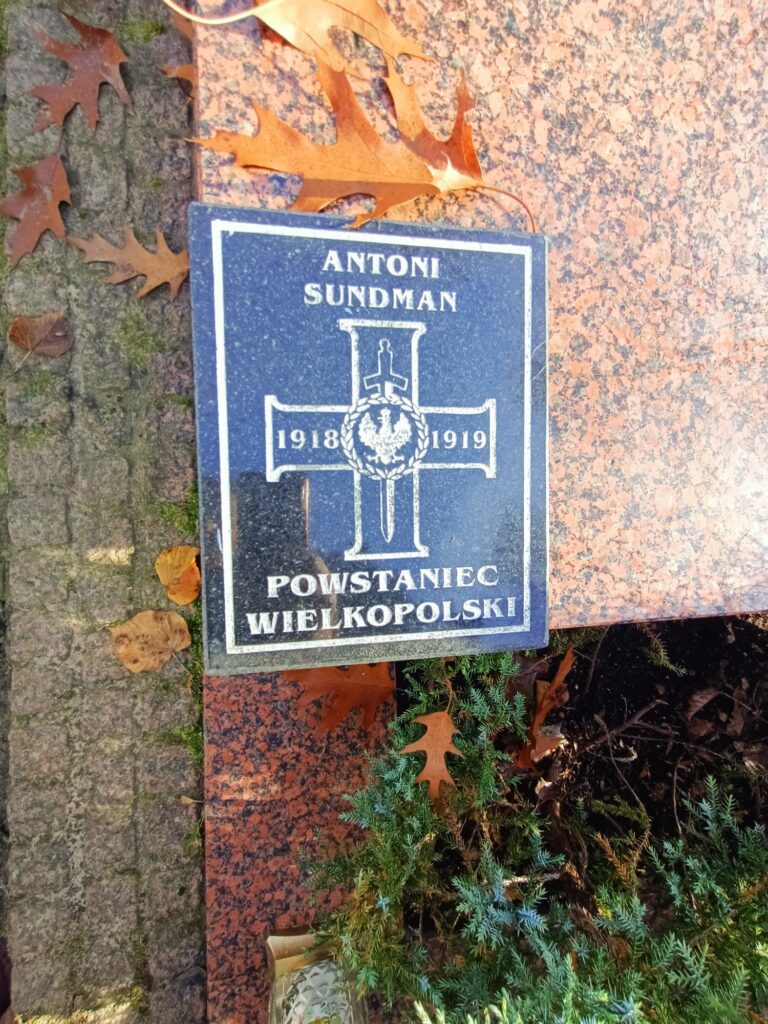 ANTONI
SUNDMAN
1918 1919
POWSTANIEC
WIELKOPOLSKI